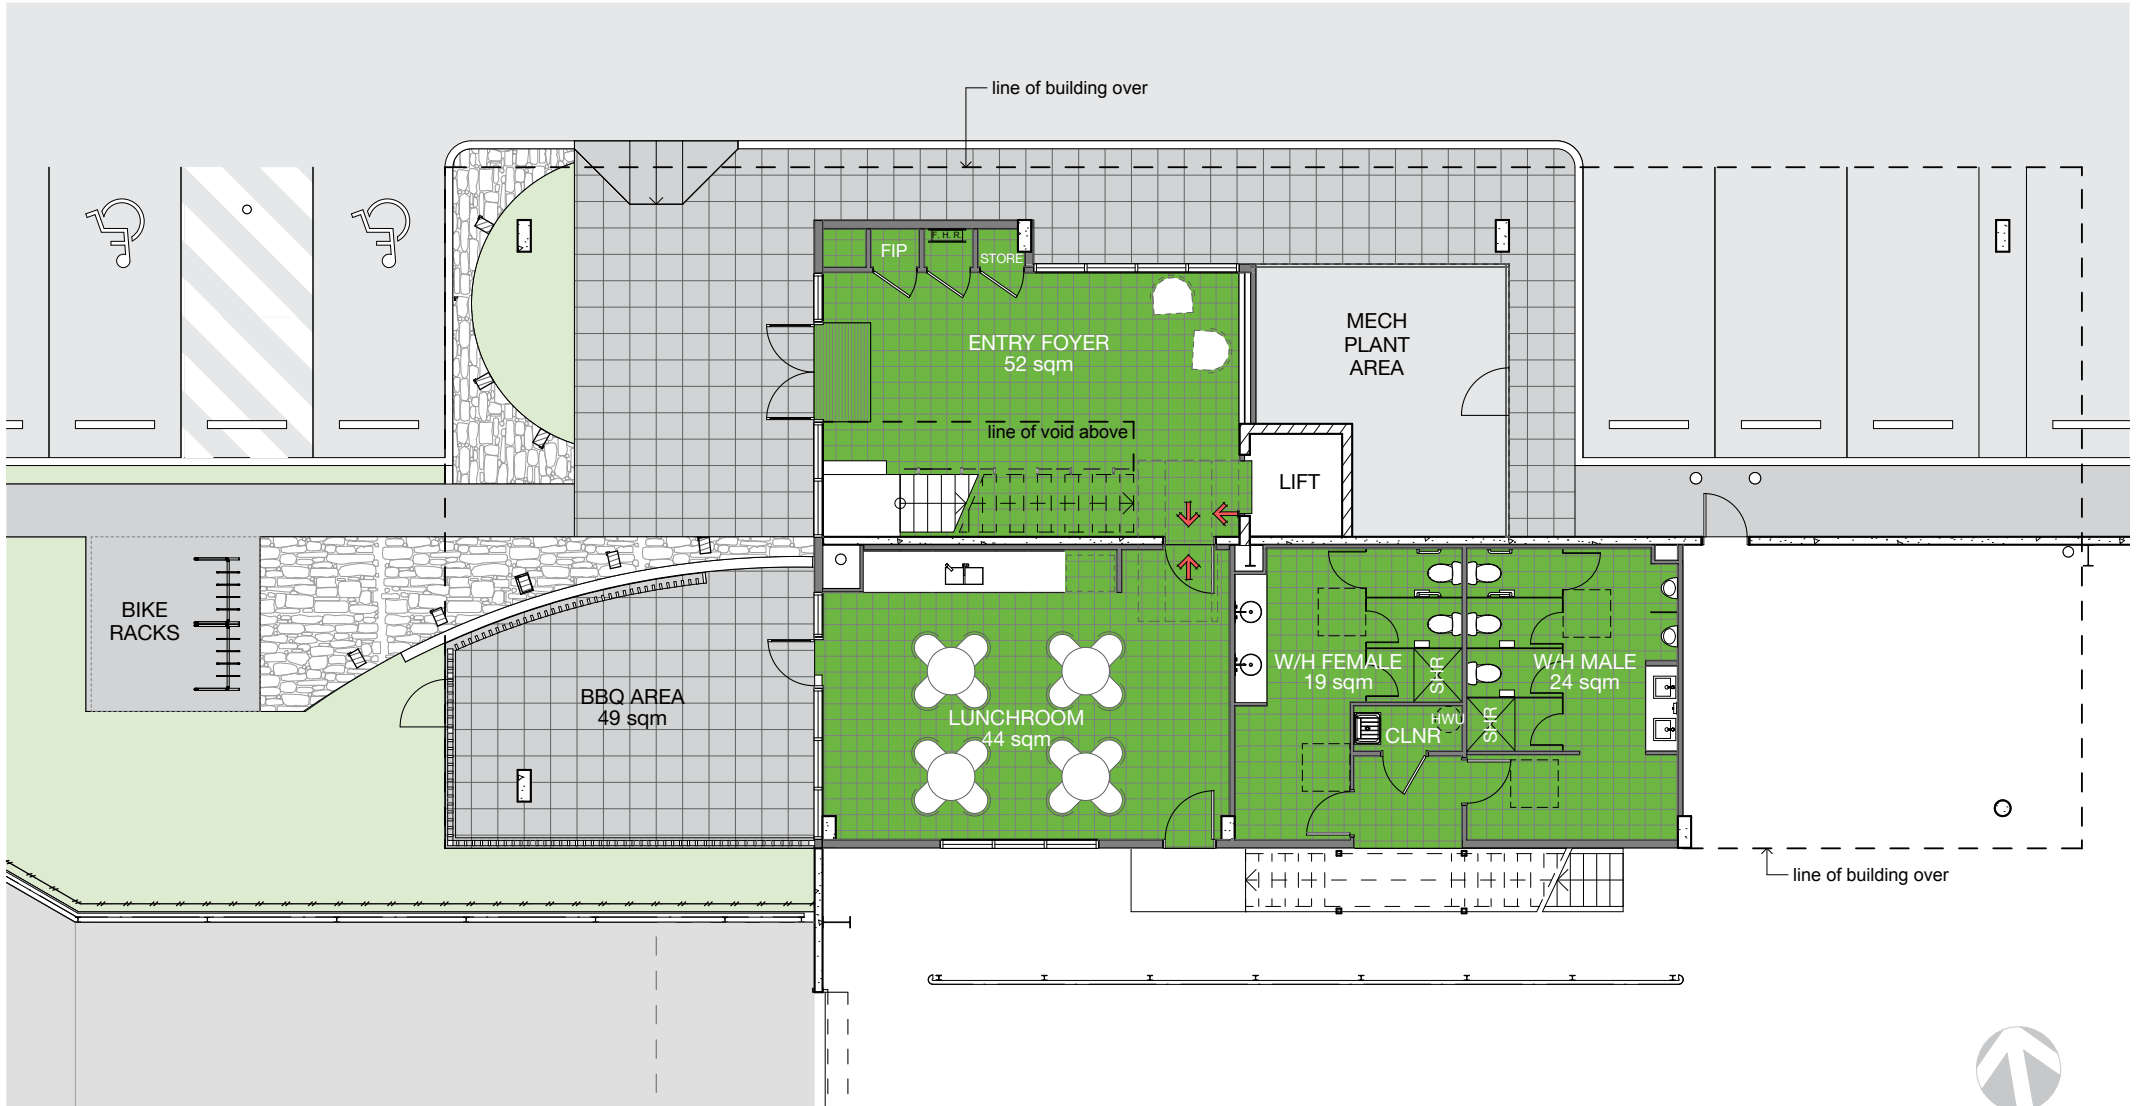 line of building over
FIP
F. H. R.
STORE
ENTRY FOYER
52 sqm
MECH
PLANT
AREA
line of void above
LIFT
BIKE
RACKS
BBQ AREA
49 sqm
LUNCHROOM
44 sqm
W/H FEMALE
19 sqm
SHR
W/H MALE
24 sqm
HWU
CLNR
SHR
line of building over